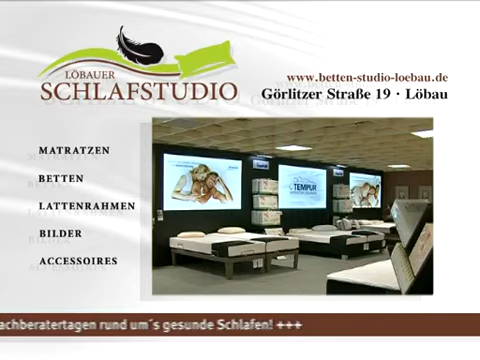 LÖBAUER
SCHLAFSTUDIO
www.betten-studio-loebau.de
Görlitzer Straße 19 · Löbau
MATRATZEN
BETTEN
LATTENRAHMEN
BILDER
ACCESSOIRES
TEMPUR
achberatertagen rund um´s gesunde Schlafen! +++